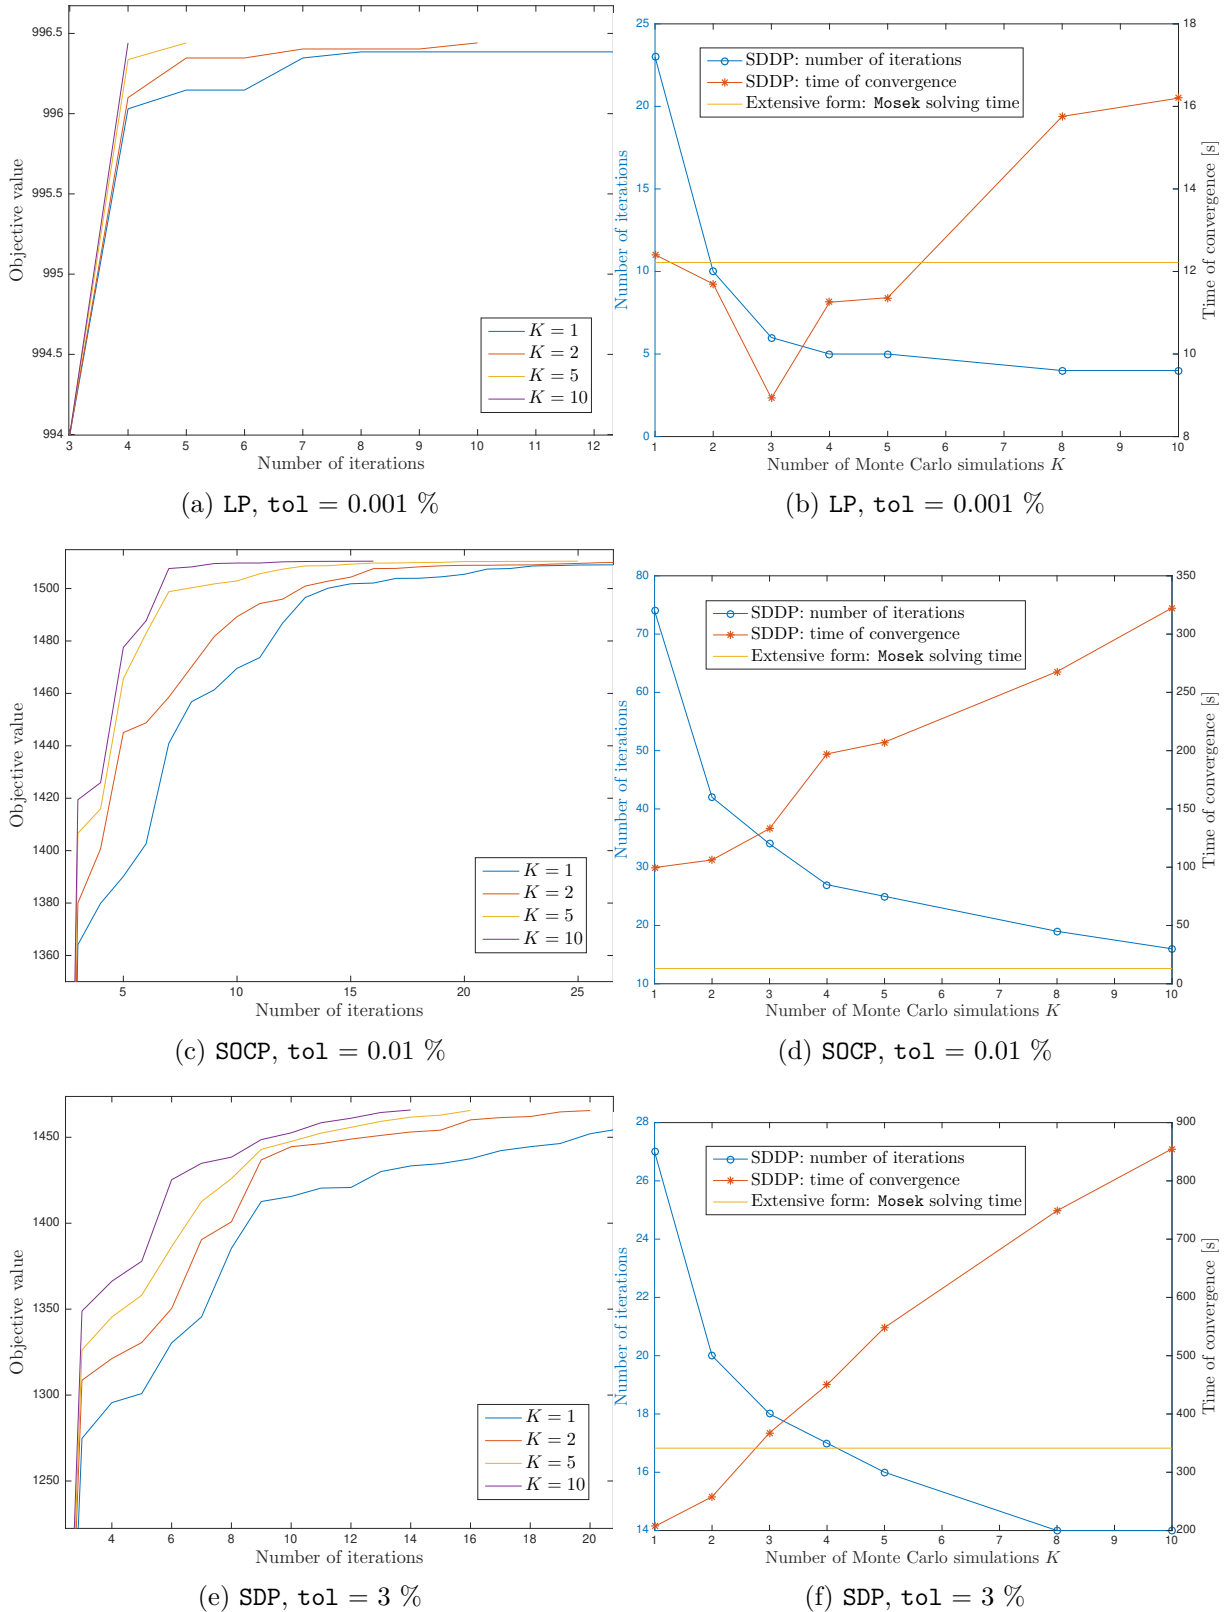 996.5
996
995.5
995
994.5
994
3 4 5 6 7 8 9 10 11 12
Objective value
Number of iterations
K = 1
K = 2
K = 5
K = 10
(a) LP, tol = 0.001 %
25
20
15
10
5
0
18
16
14
12
10
8
1 2 3 4 5 6 7 8 9 10
Number of iterations
Time of convergence [s]
Number of Monte Carlo simulations K
SDDP: number of iterations
SDDP: time of convergence
Extensive form: Mosek solving time
(b) LP, tol = 0.001 %
1500
1480
1460
1440
1420
1400
1380
1360
5 10 15 20 25
Objective value
Number of iterations
K = 1
K = 2
K = 5
K = 10
(c) SOCP, tol = 0.01 %
80
70
60
50
40
30
20
10
350
300
250
200
150
100
50
0
1 2 3 4 5 6 7 8 9 10
Number of iterations
Time of convergence [s]
Number of Monte Carlo simulations K
SDDP: number of iterations
SDDP: time of convergence
Extensive form: Mosek solving time
(d) SOCP, tol = 0.01 %
1450
1400
1350
1300
1250
4 6 8 10 12 14 16 18 20
Objective value
Number of iterations
K = 1
K = 2
K = 5
K = 10
(e) SDP, tol = 3 %
28
26
24
22
20
18
16
14
900
800
700
600
500
400
300
200
1 2 3 4 5 6 7 8 9 10
Number of iterations
Time of convergence [s]
Number of Monte Carlo simulations K
SDDP: number of iterations
SDDP: time of convergence
Extensive form: Mosek solving time
(f) SDP, tol = 3 %